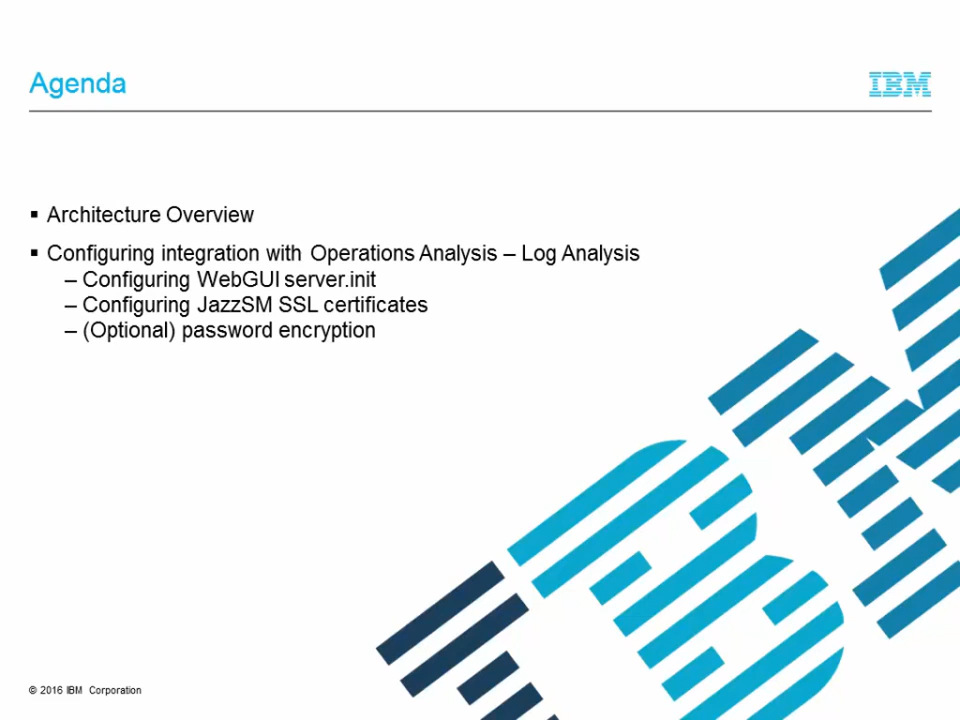 Agenda
IBM
▪ Architecture Overview
▪ Configuring integration with Operations Analysis – Log Analysis
– Configuring WebGUI server.init
– Configuring JazzSM SSL certificates
– (Optional) password encryption
© 2016 IBM Corporation